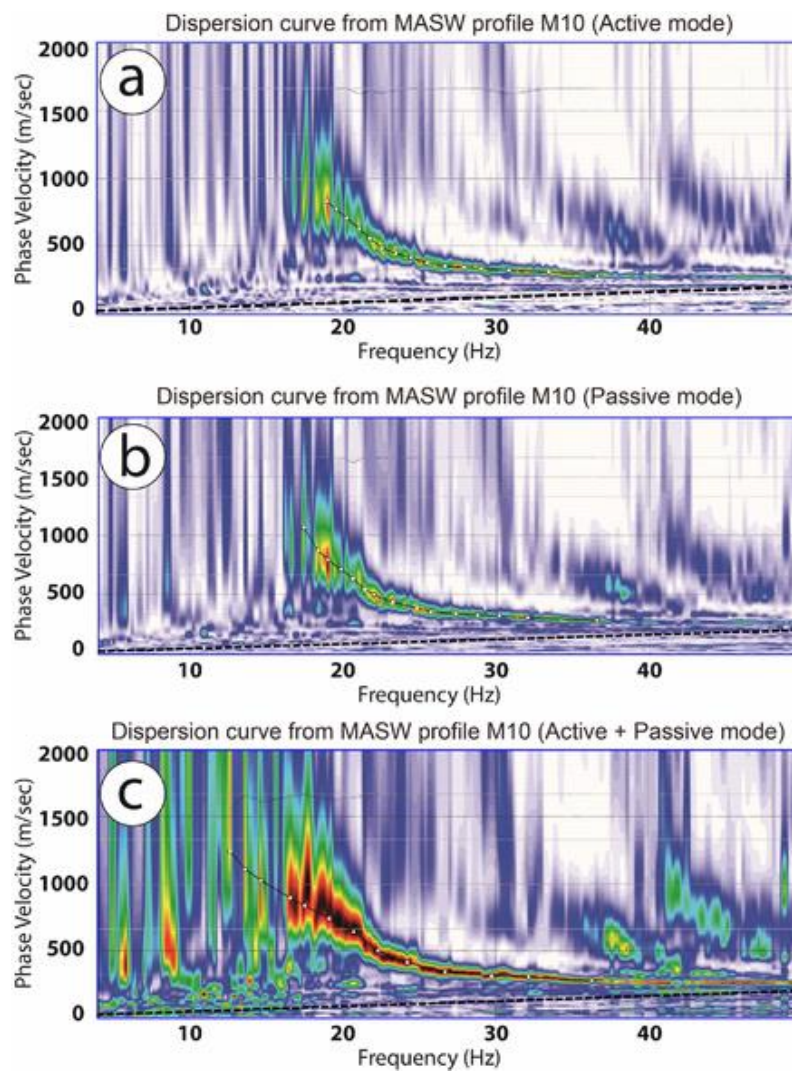 Dispersion curve from MASW profile M10 (Active mode)
a
Phase Velocity (m/sec)
2000
1500
1000
500
0
10 20 30 40
Frequency (Hz)
Dispersion curve from MASW profile M10 (Passive mode)
b
Phase Velocity (m/sec)
2000
1500
1000
500
0
10 20 30 40
Frequency (Hz)
Dispersion curve from MASW profile M10 (Active + Passive mode)
c
Phase Velocity (m/sec)
2000
1500
1000
500
0
10 20 30 40
Frequency (Hz)